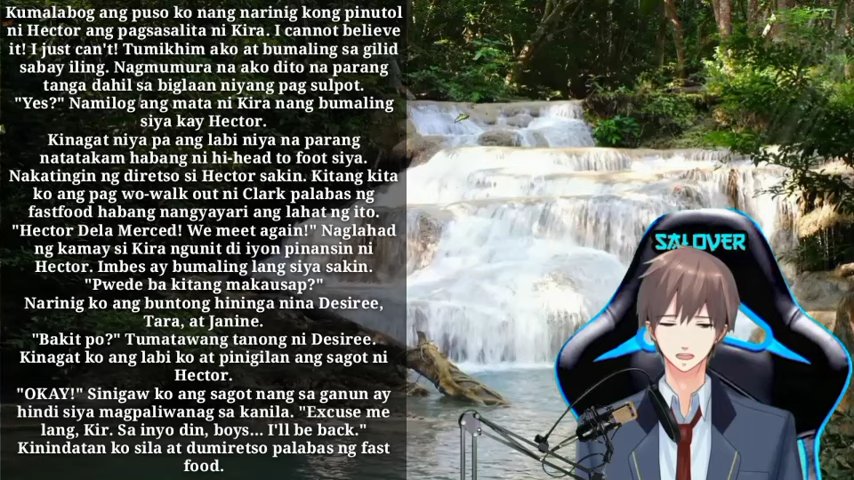 Kumalabog ang puso ko nang narinig kong pinutol
ni Hector ang pagsasalita ni Kira. I cannot believe
it! I just can't! Tumikhim ako at bumaling sa gilid
sabay iling. Nagmumura na ako dito na parang
tanga dahil sa biglaan niyang pag sulpot.
"Yes?" Namilog ang mata ni Kira nang bumaling
siya kay Hector.
Kinagat niya pa ang labi niya na parang
natatakam habang ni hi-head to foot siya.
Nakatingin ng diretso si Hector sakin. Kitang kita
ko ang pag wo-walk out ni Clark palabas ng
fastfood habang nangyayari ang lahat ng ito.
"Hector Dela Merced! We meet again!" Naglahad
ng kamay si Kira ngunit di iyon pinansin ni
Hector. Imbes ay bumaling lang siya sakin.
"Pwede ba kitang makausap?"
Narinig ko ang buntong hininga nina Desiree,
Tara, at Janine.
"Bakit po?" Tumatawang tanong ni Desiree.
Kinagat ko ang labi ko at pinigilan ang sagot ni
Hector.
"OKAY!" Sinigaw ko ang sagot nang sa ganun ay
hindi siya magpaliwanag sa kanila. "Excuse me
lang, Kir. Sa inyo din, boys... I'll be back."
Kinindatan ko sila at dumiretso palabas ng fast
food.
SALOVER